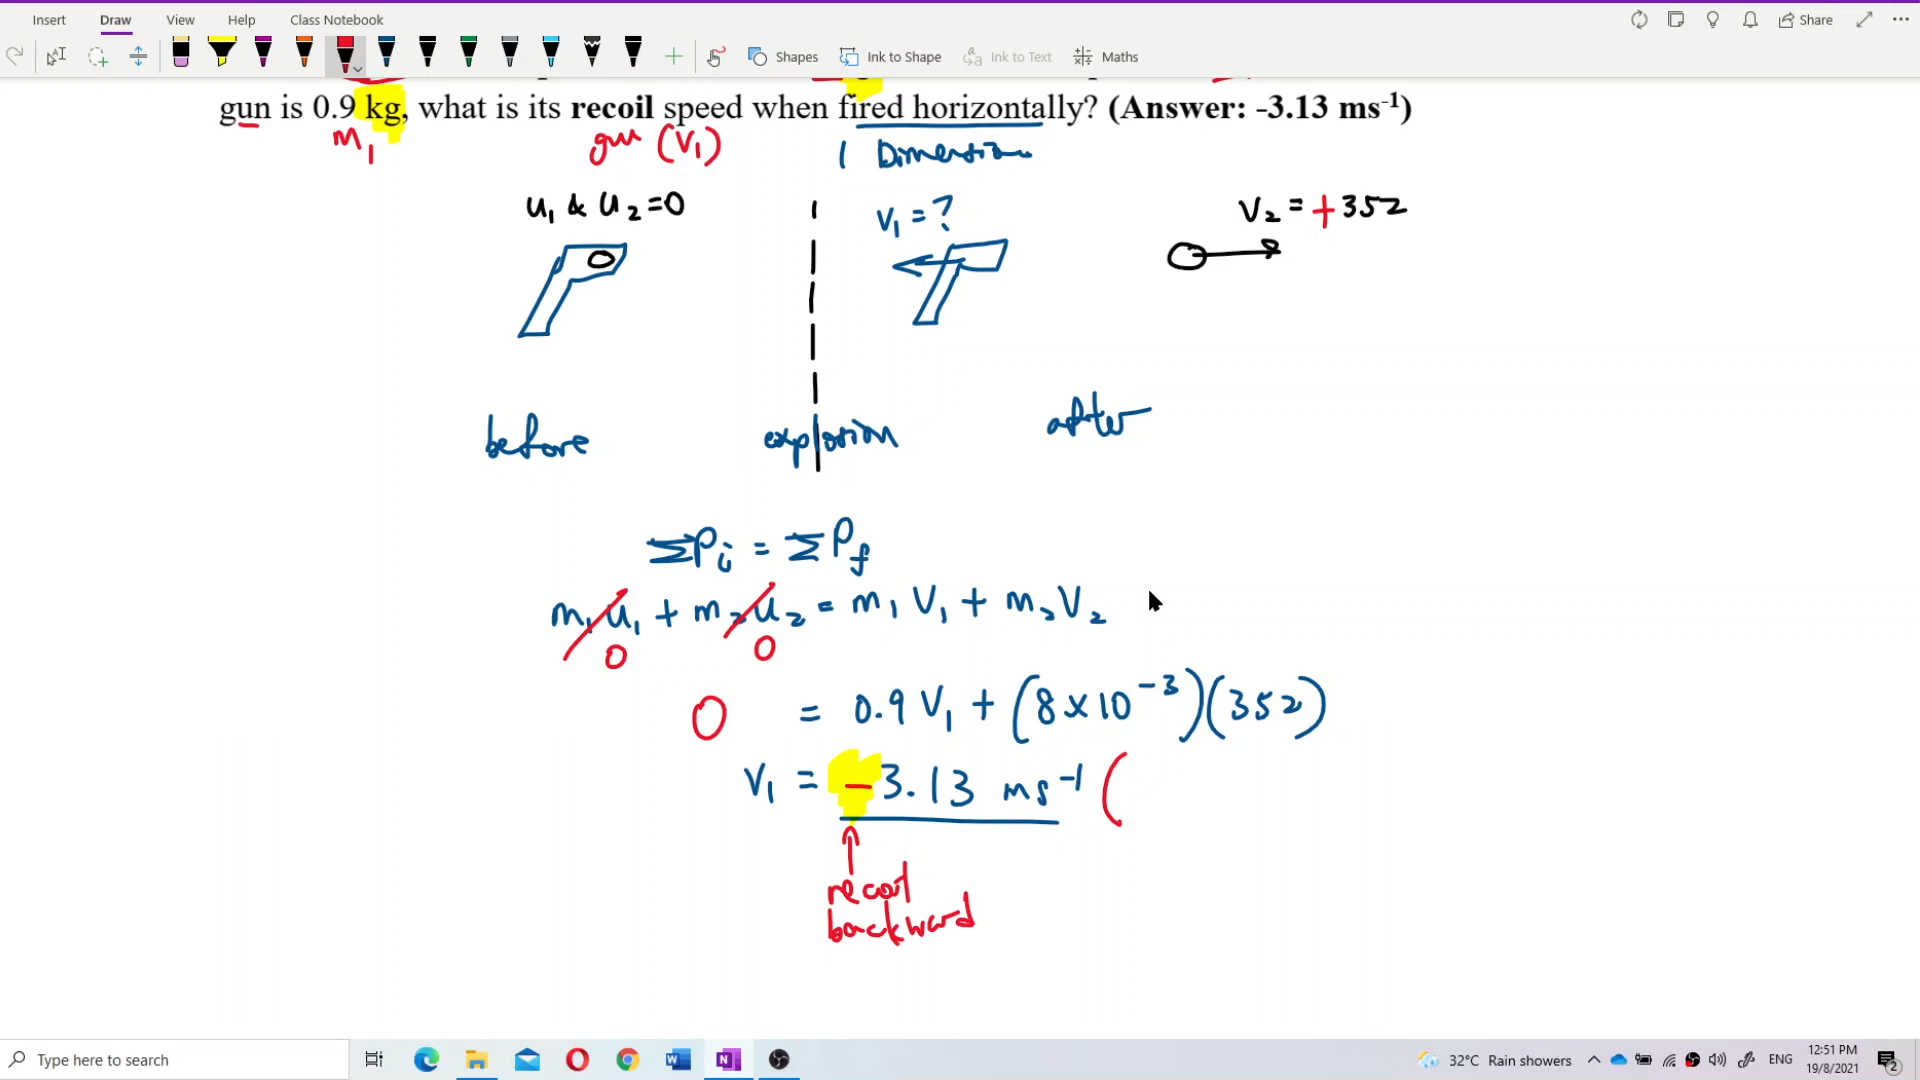 Insert Draw View Help Class Notebook Share
Shapes Ink to Shape Ink to Text Maths
gun is 0.9 kg, what is its recoil speed when fired horizontally? (Answer: -3.13 ms⁻¹)
m₁ gun (V₁) 1 Dimension
u₁ & u₂ = 0 V₁ = ? V₂ = +352
before explosion after
ΣPi = ΣPf
m₁u₁ + m₂u₂ = m₁V₁ + m₂V₂
0 0
0 = 0.9V₁ + (8×10⁻³)(352)
V₁ = -3.13 ms⁻¹ (
recoil
backward
Type here to search 32°C Rain showers ENG 12:51 PM
19/8/2021 2